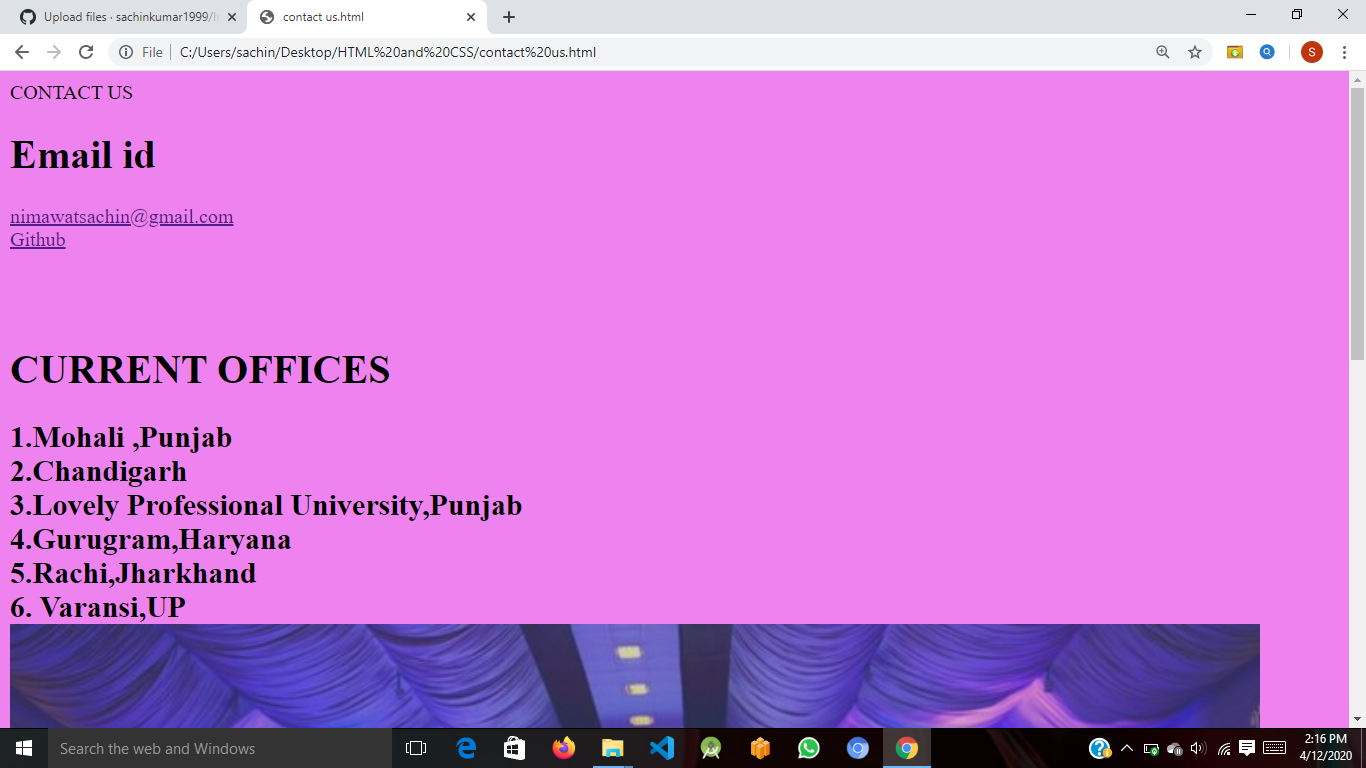 Upload files · sachinkumar1999/
contact us.html
File
C:/Users/sachin/Desktop/HTML%20and%20CSS/contact%20us.html
S
CONTACT US
Email id
nimawatsachin@gmail.com
Github
CURRENT OFFICES
1.Mohali ,Punjab
2.Chandigarh
3.Lovely Professional University,Punjab
4.Gurugram,Haryana
5.Rachi,Jharkhand
6. Varansi,UP
Search the web and Windows
2:16 PM
4/12/2020